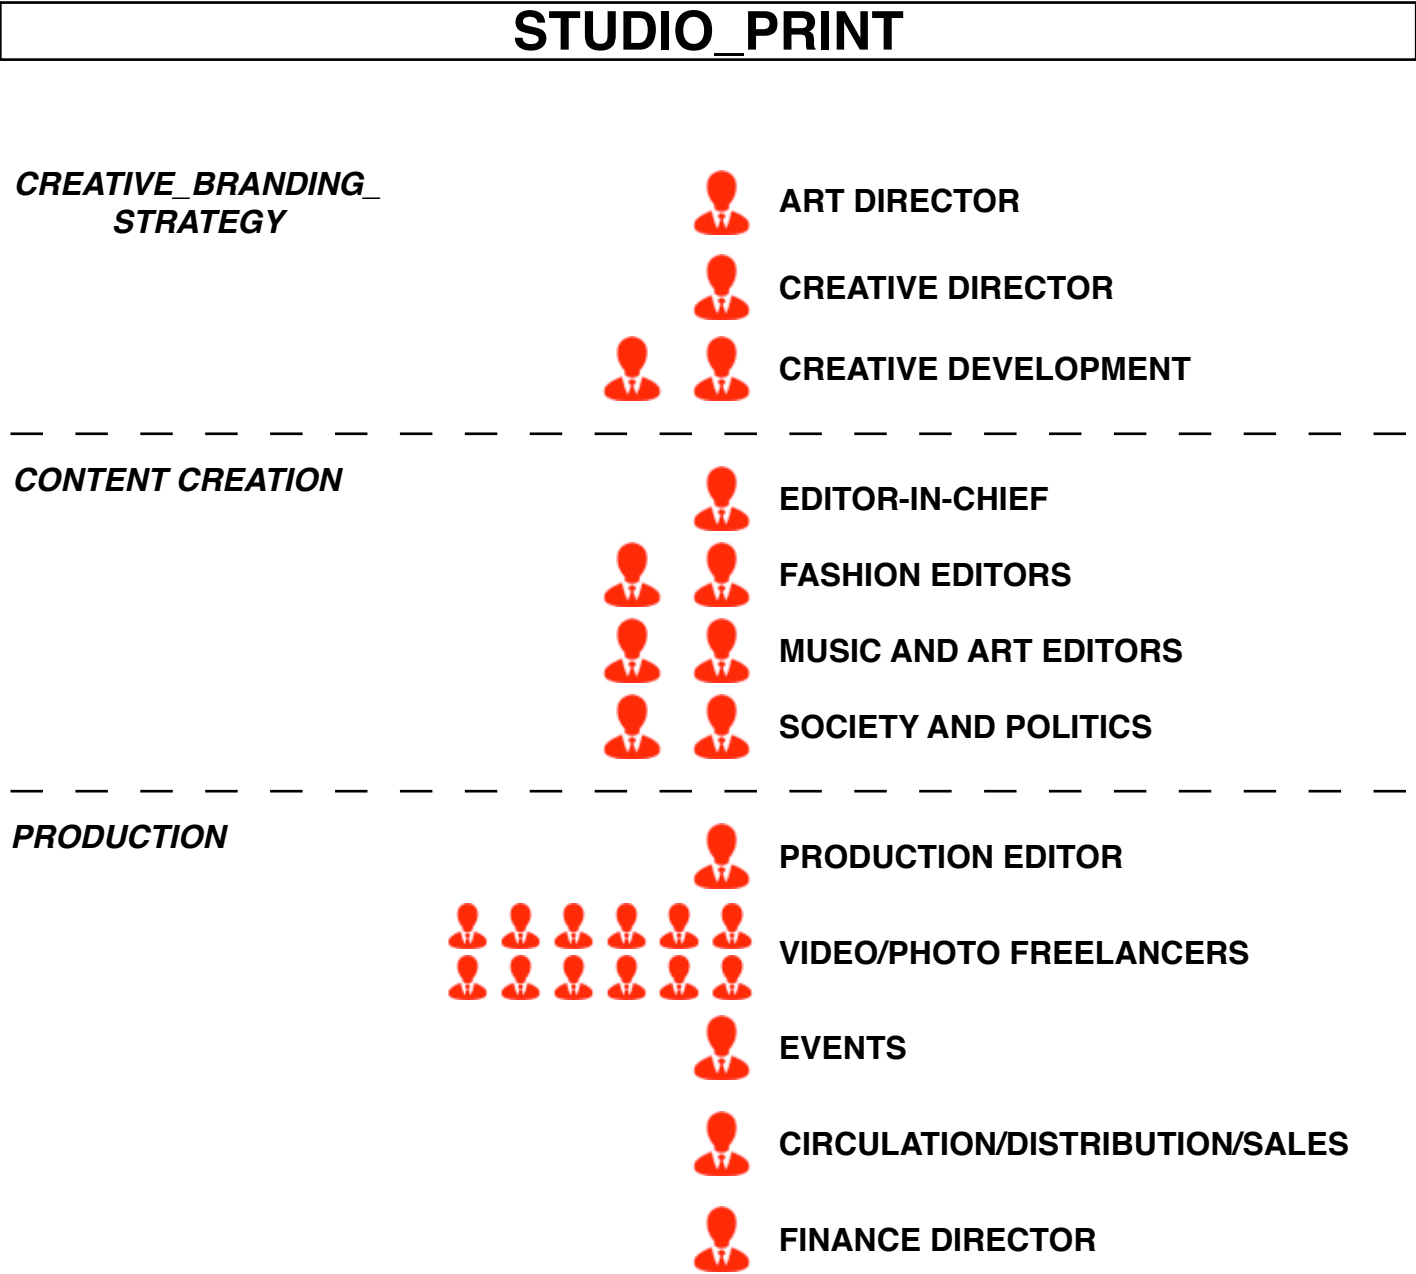 STUDIO_PRINT
CREATIVE_BRANDING_
STRATEGY
ART DIRECTOR
CREATIVE DIRECTOR
CREATIVE DEVELOPMENT
CONTENT CREATION
EDITOR-IN-CHIEF
FASHION EDITORS
MUSIC AND ART EDITORS
SOCIETY AND POLITICS
PRODUCTION
PRODUCTION EDITOR
VIDEO/PHOTO FREELANCERS
EVENTS
CIRCULATION/DISTRIBUTION/SALES
FINANCE DIRECTOR